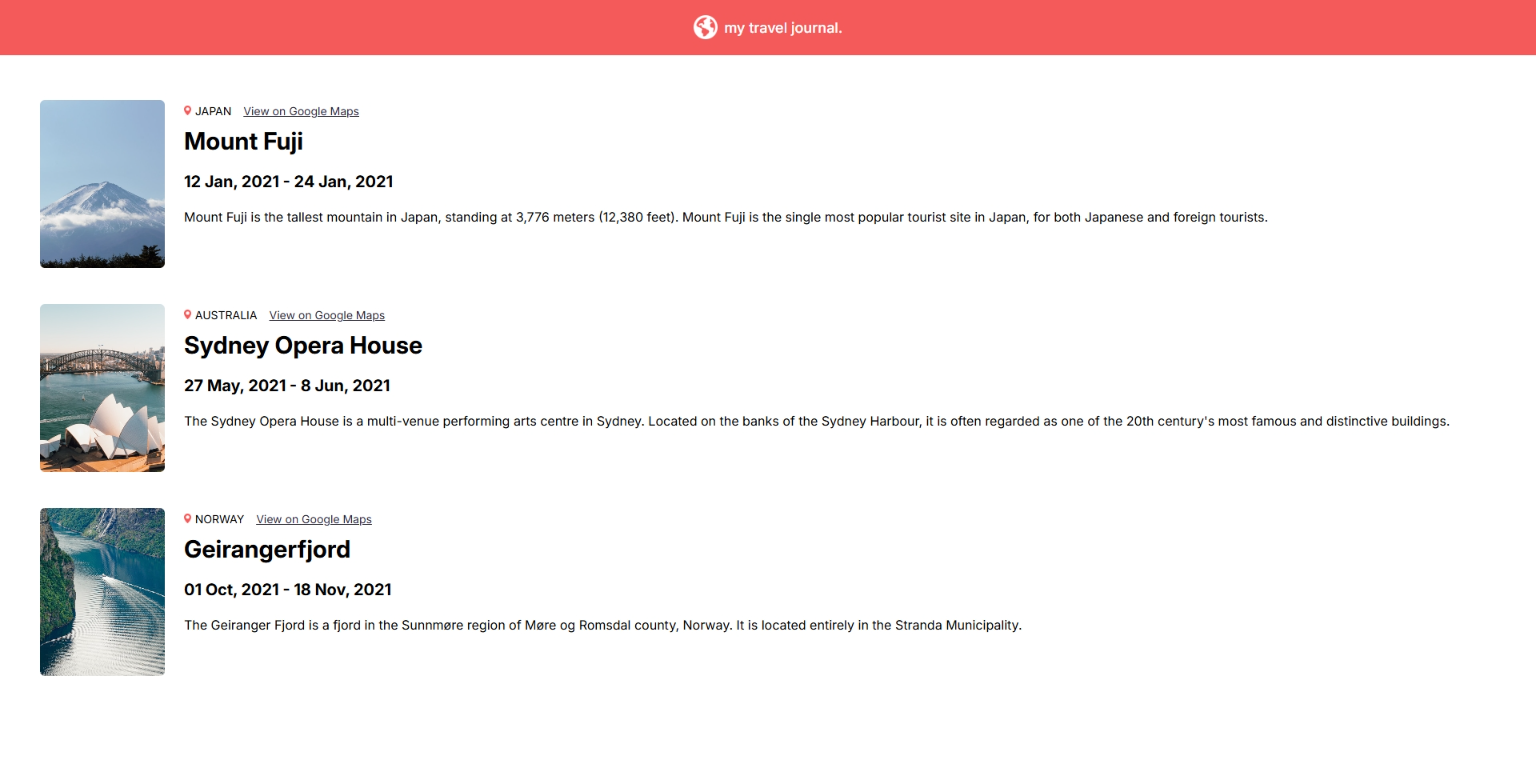 my travel journal.
JAPAN View on Google Maps
Mount Fuji
12 Jan, 2021 - 24 Jan, 2021
Mount Fuji is the tallest mountain in Japan, standing at 3,776 meters (12,380 feet). Mount Fuji is the single most popular tourist site in Japan, for both Japanese and foreign tourists.
AUSTRALIA View on Google Maps
Sydney Opera House
27 May, 2021 - 8 Jun, 2021
The Sydney Opera House is a multi-venue performing arts centre in Sydney. Located on the banks of the Sydney Harbour, it is often regarded as one of the 20th century's most famous and distinctive buildings.
NORWAY View on Google Maps
Geirangerfjord
01 Oct, 2021 - 18 Nov, 2021
The Geiranger Fjord is a fjord in the Sunnmøre region of Møre og Romsdal county, Norway. It is located entirely in the Stranda Municipality.